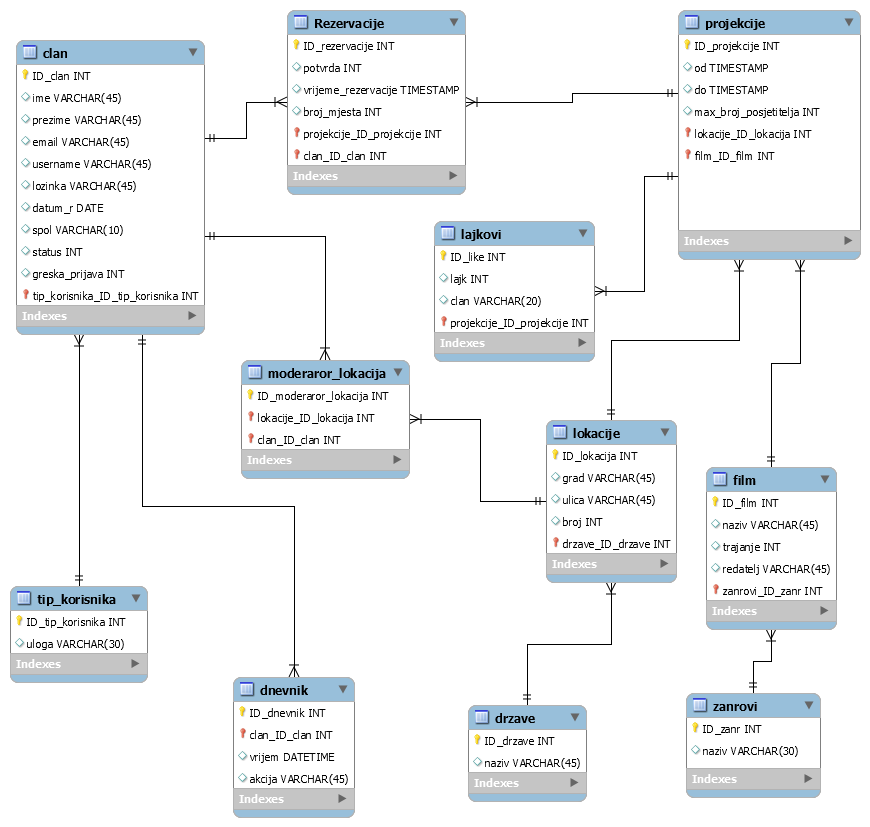 clan
ID_clan INT
ime VARCHAR(45)
prezime VARCHAR(45)
email VARCHAR(45)
username VARCHAR(45)
lozinka VARCHAR(45)
datum_r DATE
spol VARCHAR(10)
status INT
greska_prijava INT
tip_korisnika_ID_tip_korisnika INT
Indexes
Rezervacije
ID_rezervacije INT
potvrda INT
vrijeme_rezervacije TIMESTAMP
broj_mjesta INT
projekcije_ID_projekcije INT
clan_ID_clan INT
Indexes
projekcije
ID_projekcije INT
od TIMESTAMP
do TIMESTAMP
max_broj_posjetitelja INT
lokacije_ID_lokacija INT
film_ID_film INT
Indexes
lajkovi
ID_like INT
lajk INT
clan VARCHAR(20)
projekcije_ID_projekcije INT
Indexes
moderaror_lokacija
ID_moderaror_lokacija INT
lokacije_ID_lokacija INT
clan_ID_clan INT
Indexes
lokacije
ID_lokacija INT
grad VARCHAR(45)
ulica VARCHAR(45)
broj INT
drzave_ID_drzave INT
Indexes
film
ID_film INT
naziv VARCHAR(45)
trajanje INT
redatelj VARCHAR(45)
zanrovi_ID_zanr INT
Indexes
tip_korisnika
ID_tip_korisnika INT
uloga VARCHAR(30)
Indexes
dnevnik
ID_dnevnik INT
clan_ID_clan INT
vrijem DATETIME
akcija VARCHAR(45)
Indexes
drzave
ID_drzave INT
naziv VARCHAR(45)
Indexes
zanrovi
ID_zanr INT
naziv VARCHAR(30)
Indexes